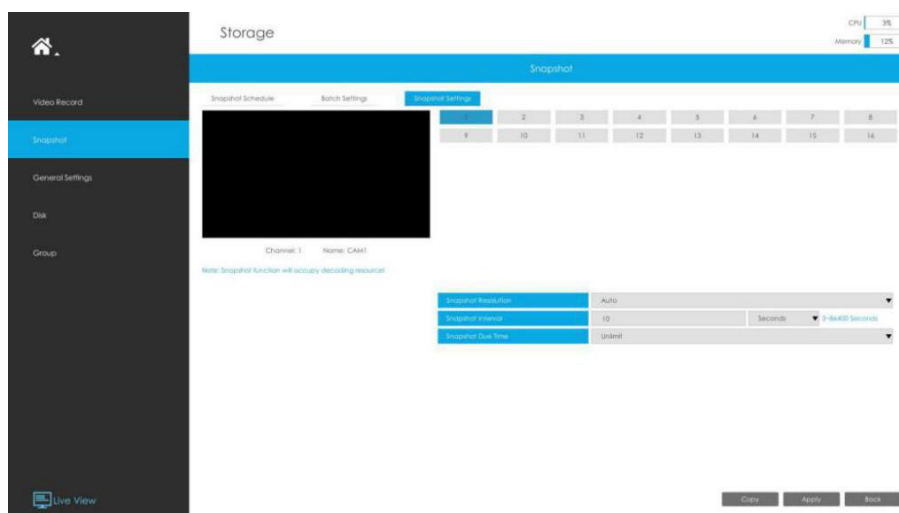 Storage
CPU 3%
Memory 12%
Snapshot
Video Record
Snapshot
General Settings
Disk
Group
Live View
Snapshot Schedule Batch Settings Snapshot Settings
1 2 3 4 5 6 7 8
9 10 11 12 13 14 15 16
Channel: 1 Name: CAM1
Note: Snapshot function will occupy decoding resource!
Snapshot Resolution Auto
Snapshot Interval 10 Seconds 3~86400 Seconds
Snapshot Due Time Unlimit
Copy Apply Back